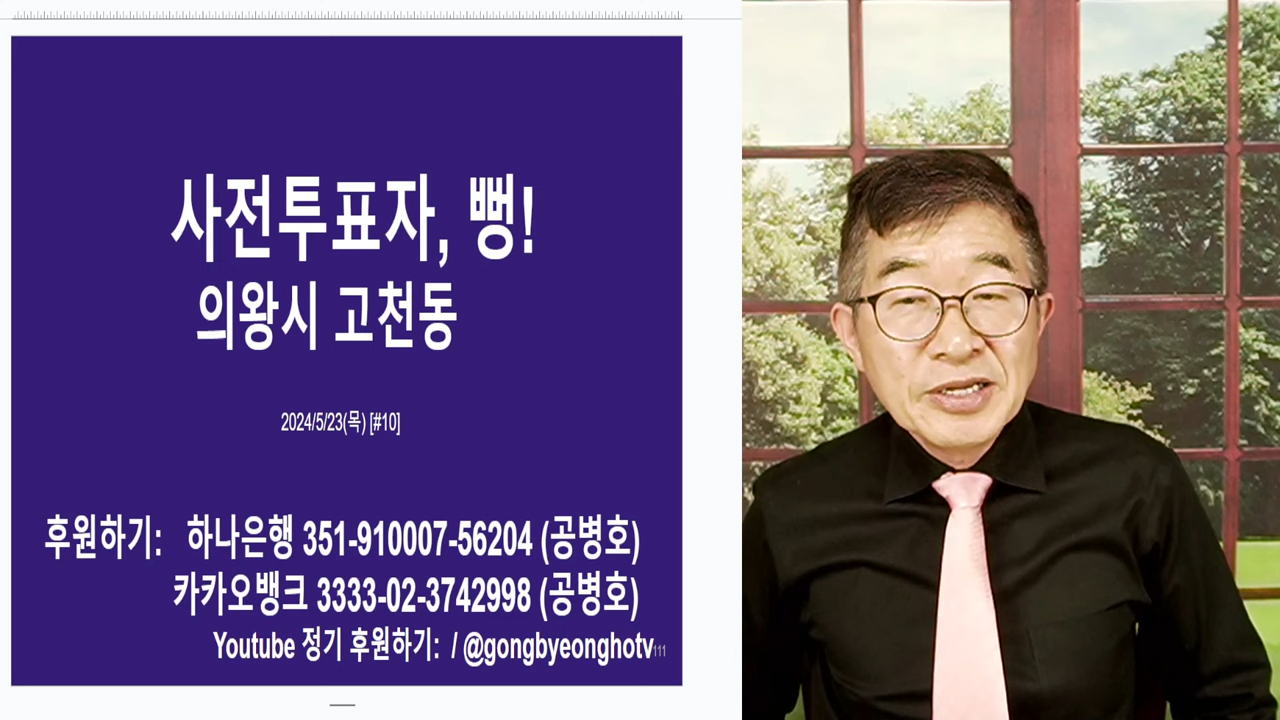 사전투표자, 뻥!
의왕시 고천동
2024/5/23(목) [#10]
후원하기: 하나은행 351-910007-56204 (공병호)
카카오뱅크 3333-02-3742998 (공병호)
Youtube 정기 후원하기: / @gongbyeonghotv
111